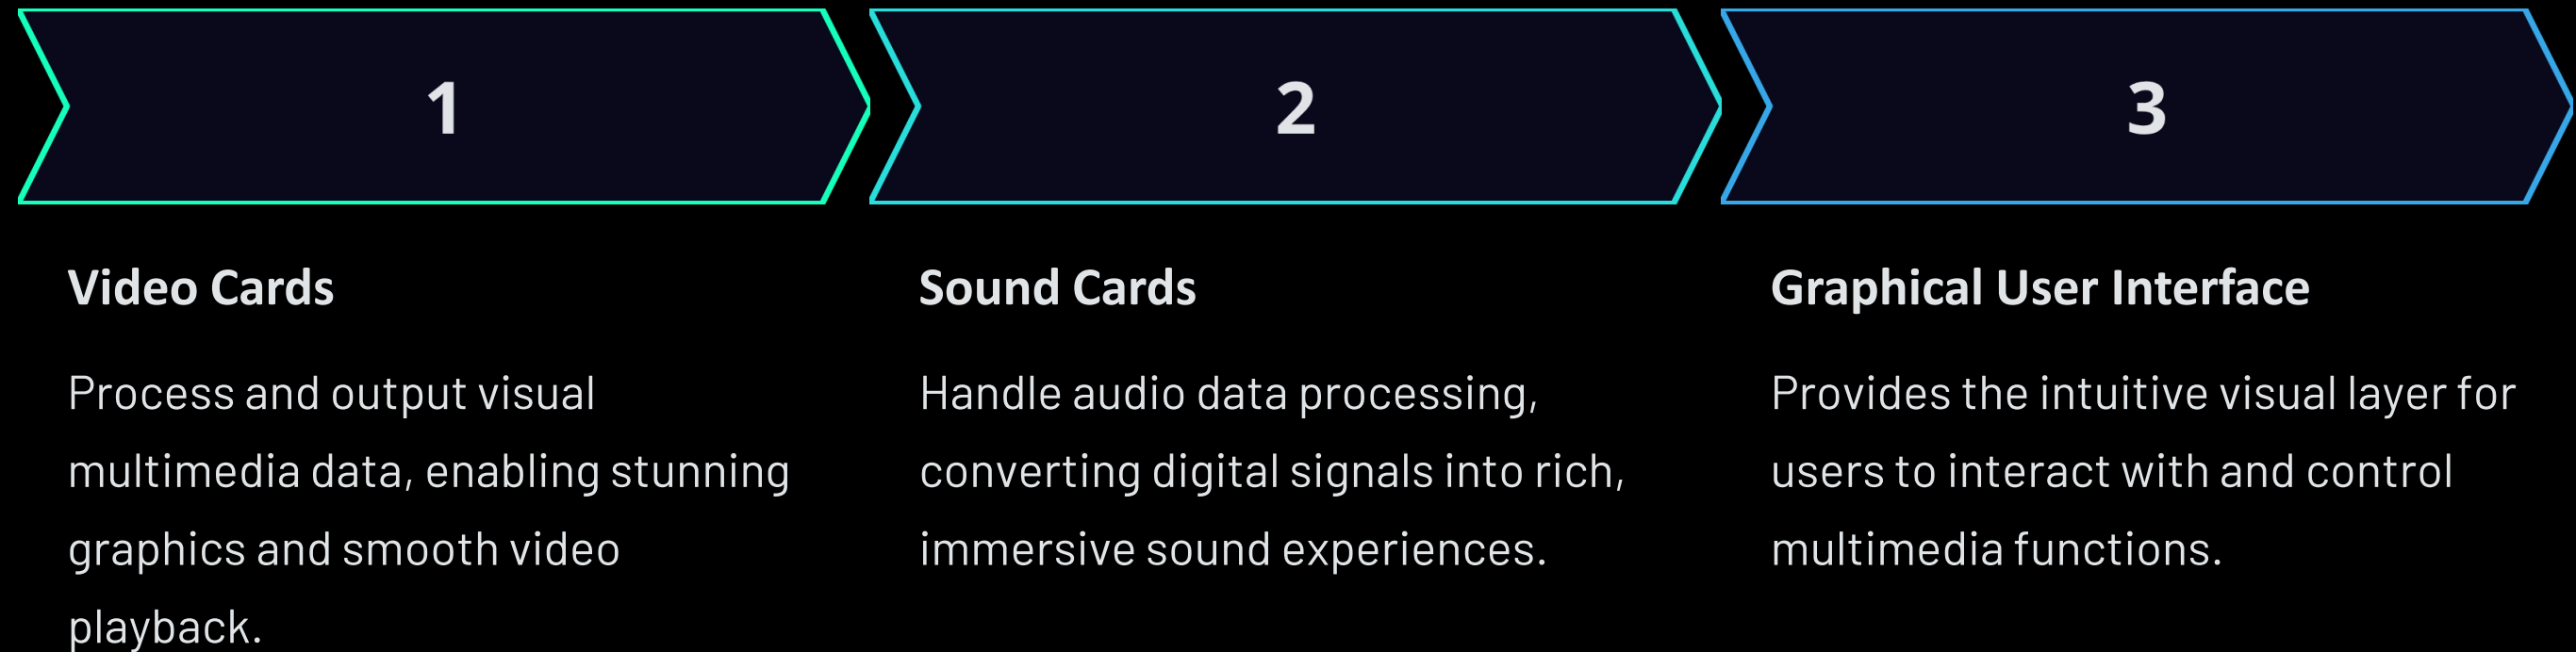 1
2
3
Video Cards
Process and output visual
multimedia data, enabling stunning
graphics and smooth video
playback.
Sound Cards
Handle audio data processing,
converting digital signals into rich,
immersive sound experiences.
Graphical User Interface
Provides the intuitive visual layer for
users to interact with and control
multimedia functions.